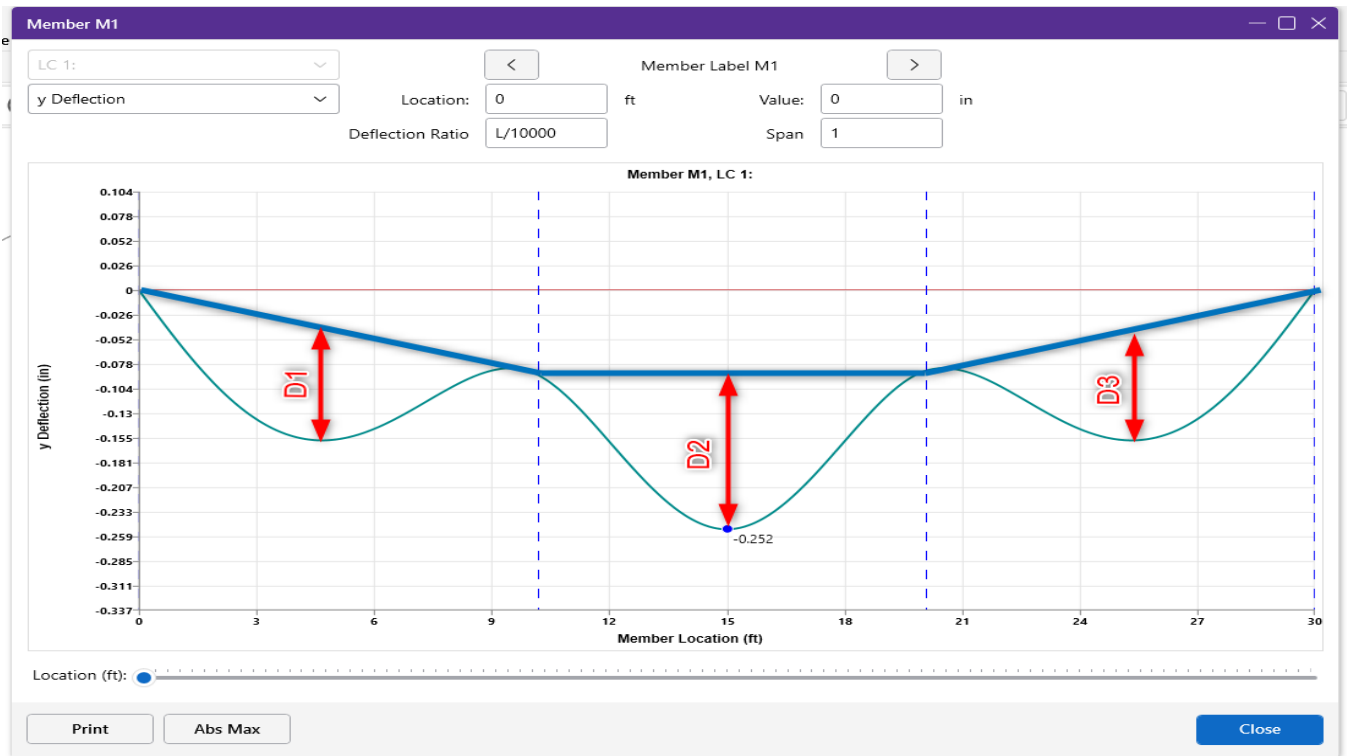 Member M1
e
LC 1:
< Member Label M1 >
y Deflection Location: 0 ft Value: 0 in
Deflection Ratio L/10000 Span 1
Member M1, LC 1:
0.104
0.078
0.052
0.026
0
-0.026
-0.052
-0.078
-0.104
-0.13
-0.155
-0.181
-0.207
-0.233
-0.259
-0.285
-0.311
-0.337
y Deflection (in)
D1
D2
D3
-0.252
0 3 6 9 12 15 18 21 24 27 30
Member Location (ft)
Location (ft):
Print Abs Max Close